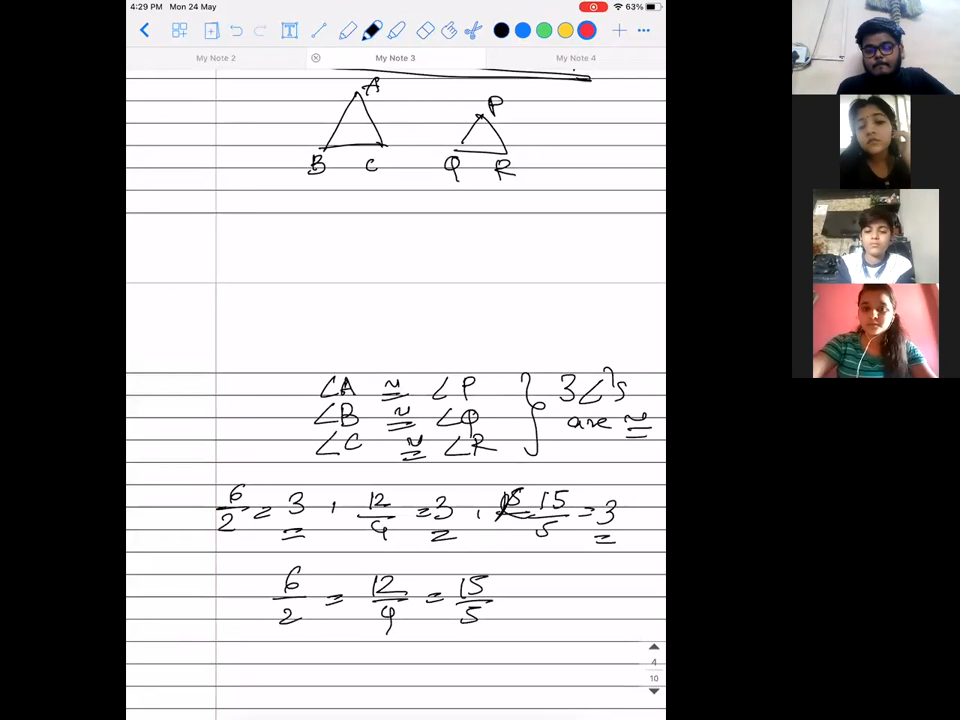 4:29 PM Mon 24 May 63%
My Note 2 My Note 3 My Note 4
A
P
B C Q R
∠A ≅ ∠P } 3∠'s
∠B ≅ ∠Q are ≅
∠C ≅ ∠R
6/2 = 3 , 12/4 = 3 , 15/5 = 3
6/2 = 12/4 = 15/5
4
10